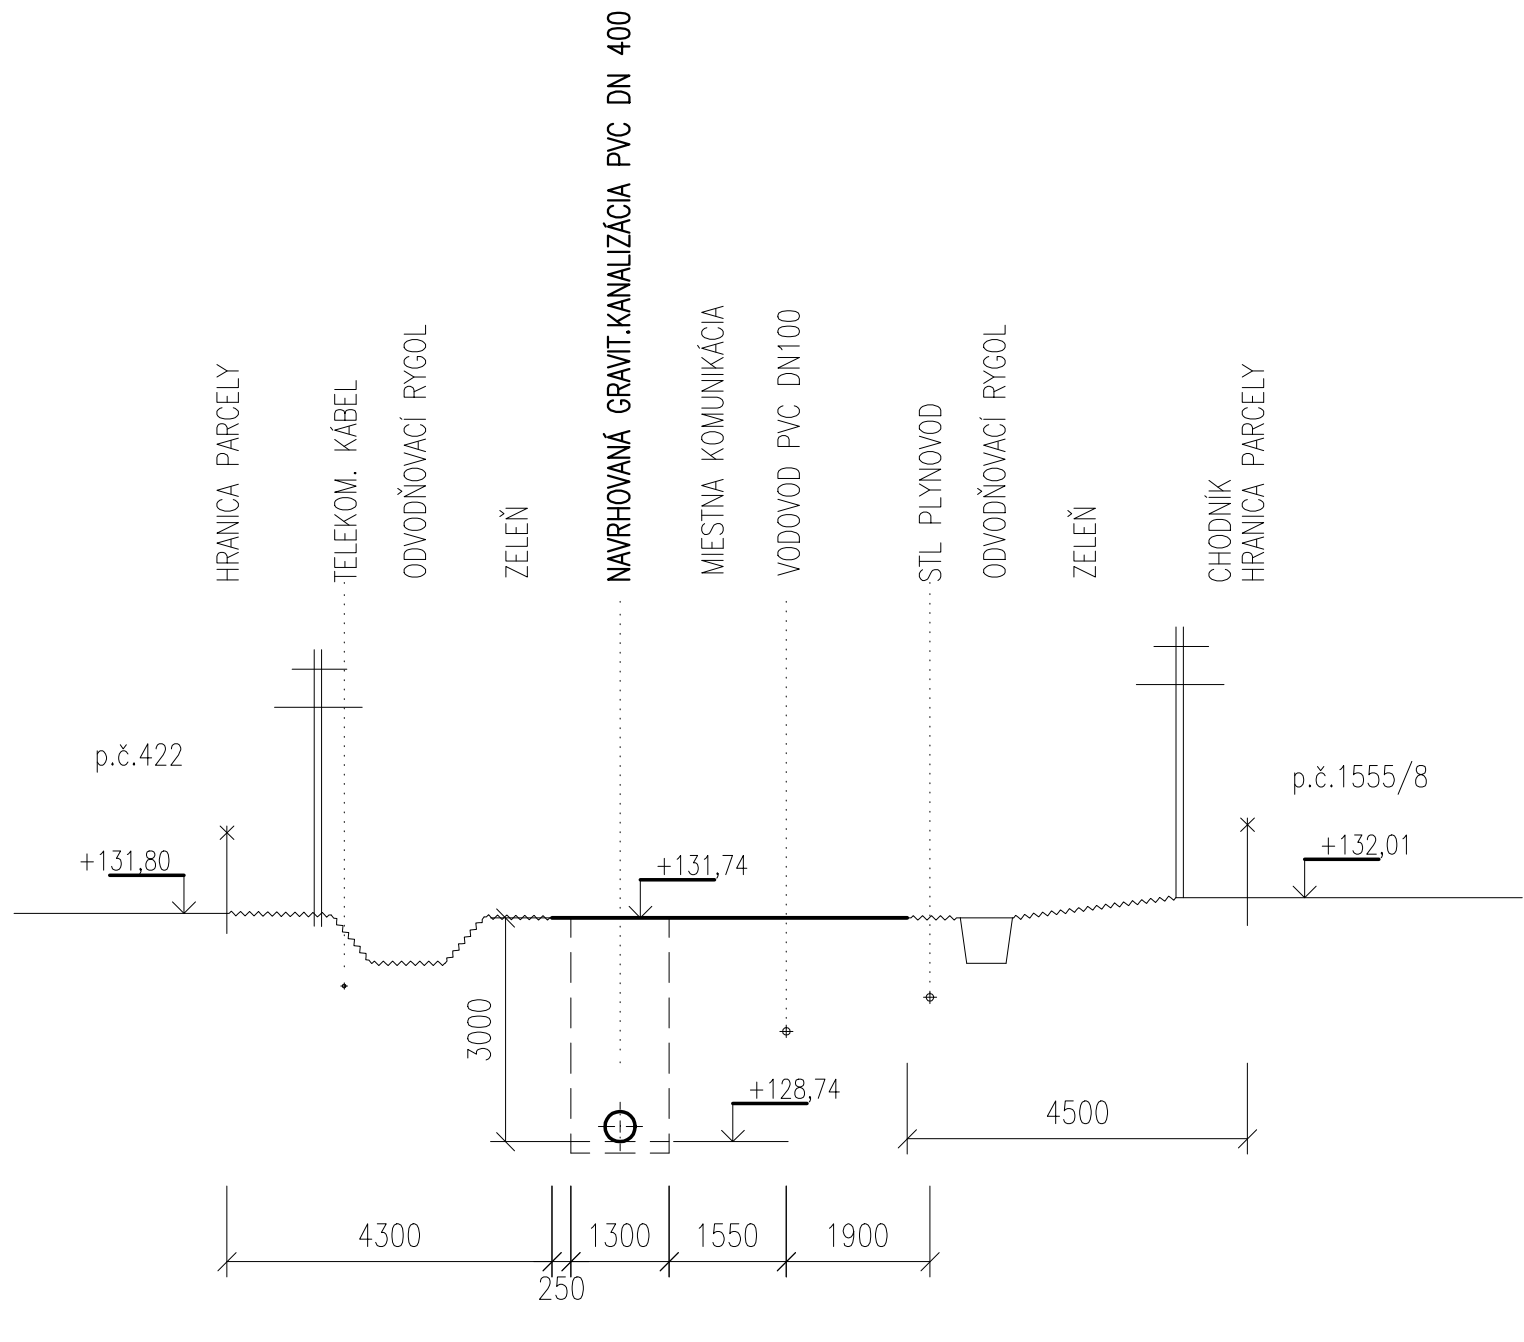 HRANICA PARCELY
TELEKOM. KÁBEL
ODVODŇOVACÍ RYGOL
ZELEŇ
NAVRHOVANÁ GRAVIT.KANALIZÁCIA PVC DN 400
MIESTNA KOMUNIKÁCIA
VODOVOD PVC DN100
STL PLYNOVOD
ODVODŇOVACÍ RYGOL
ZELEŇ
CHODNÍK
HRANICA PARCELY
p.č.422
p.č.1555/8
+131,80
+131,74
+132,01
3000
+128,74
4500
4300
1300
1550
1900
250